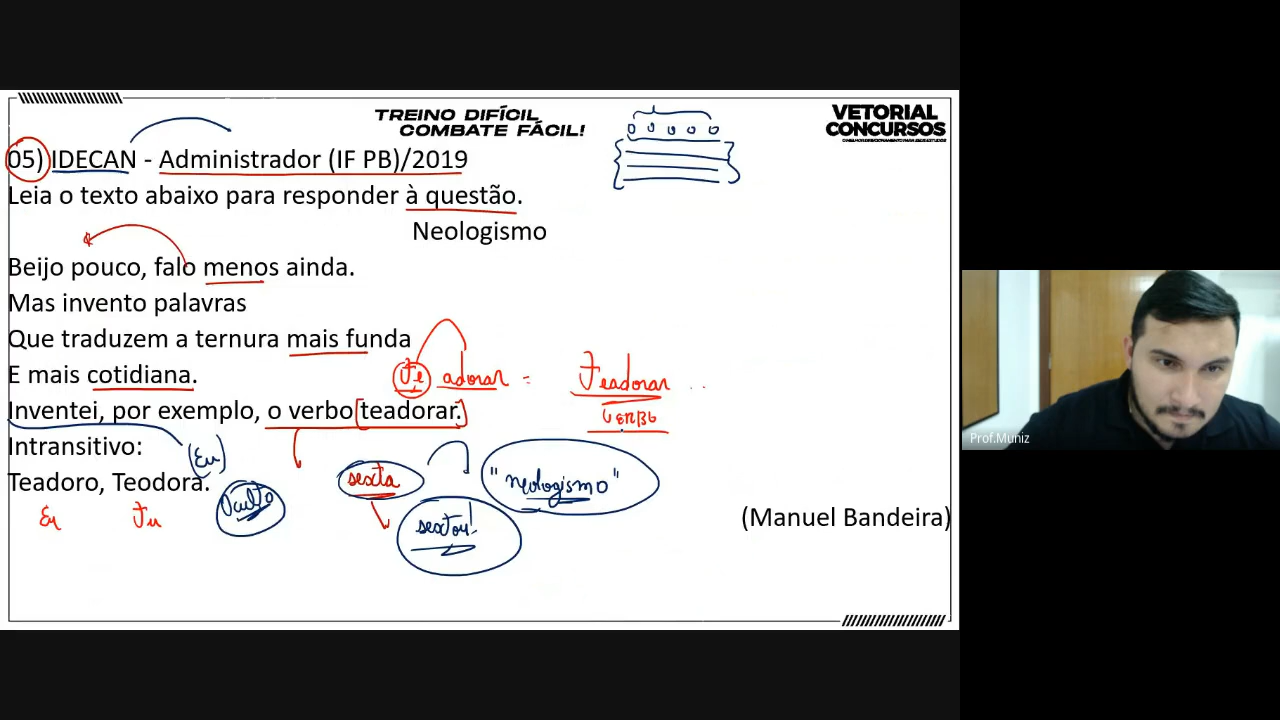 TREINO DIFÍCIL
COMBATE FÁCIL!
VETORIAL
CONCURSOS
05) IDECAN - Administrador (IF PB)/2019
Leia o texto abaixo para responder à questão.
Neologismo
Beijo pouco, falo menos ainda.
Mas invento palavras
Que traduzem a ternura mais funda
E mais cotidiana.
Te adorar = Teadorar ..
Inventei, por exemplo, o verbo [teadorar.]
VERBO
Intransitivo:
(Eu)
Teadoro, Teodora.
sexta
"neologismo"
Oculto
Eu Tu
sextou!
(Manuel Bandeira)
Prof.Muniz